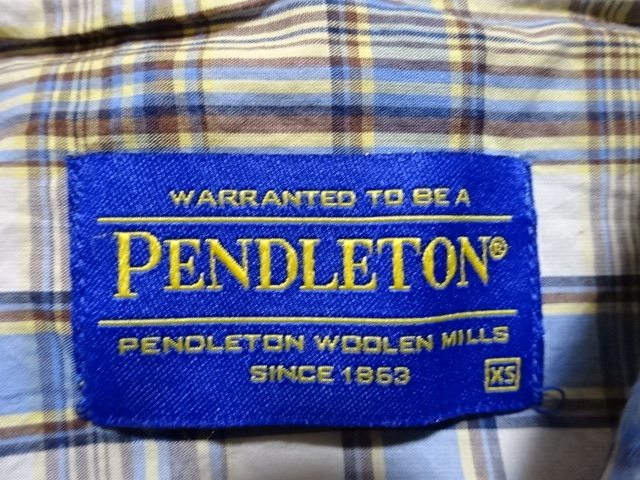 WARRANTED TO BE A
PENDLETON®
PENDLETON WOOLEN MILLS
SINCE 1863
XS